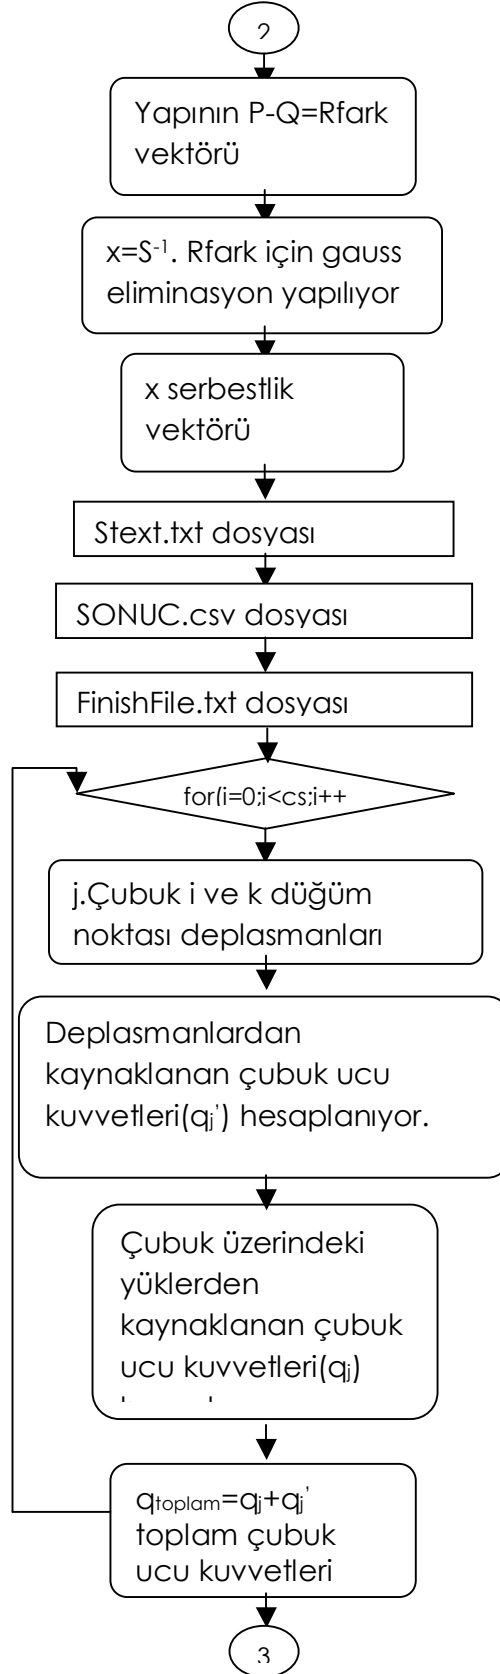 2
Yapının P-Q=Rfark
vektörü
x=S⁻¹. Rfark için gauss
eliminasyon yapılıyor
x serbestlik
vektörü
Stext.txt dosyası
SONUC.csv dosyası
FinishFile.txt dosyası
for(i=0;i<cs;i++
j.Çubuk i ve k düğüm
noktası deplasmanları
Deplasmanlardan
kaynaklanan çubuk ucu
kuvvetleri(qj') hesaplanıyor.
Çubuk üzerindeki
yüklerden
kaynaklanan çubuk
ucu kuvvetleri(qj)
qtoplam=qj+qj'
toplam çubuk
ucu kuvvetleri
3